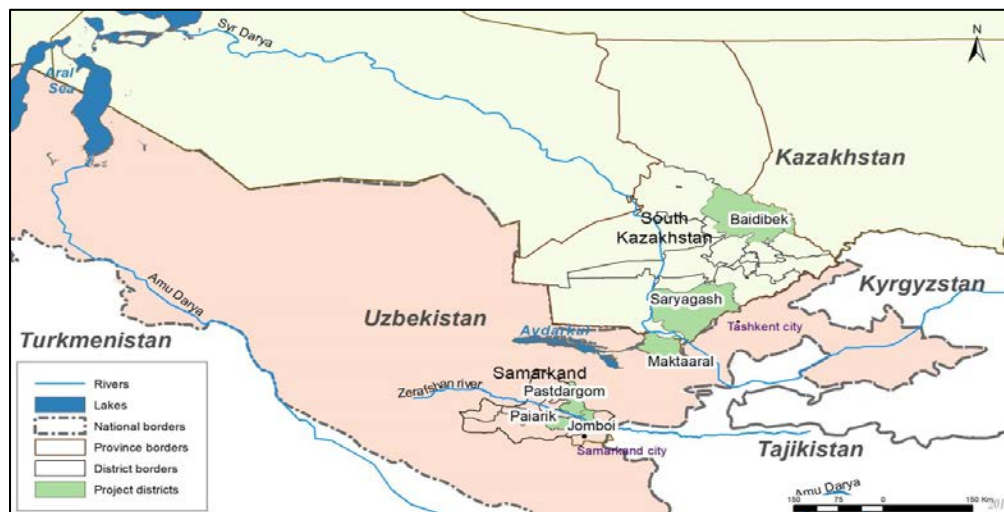 Syr Darya
N
Aral
Sea
Kazakhstan
South
Kazakhstan
Baidibek
Kyrgyzstan
Saryagash
Amu Darya
Uzbekistan
Tashkent city
Turkmenistan
Aydarkul
Maktaaral
Samarkand
Zerafshan river
Pastdargom
Paiarik
Jomboi
Samarkand city
Tajikistan
Rivers
Lakes
National borders
Province borders
District borders
Project districts
Amu Darya
150 75 0 150 Km